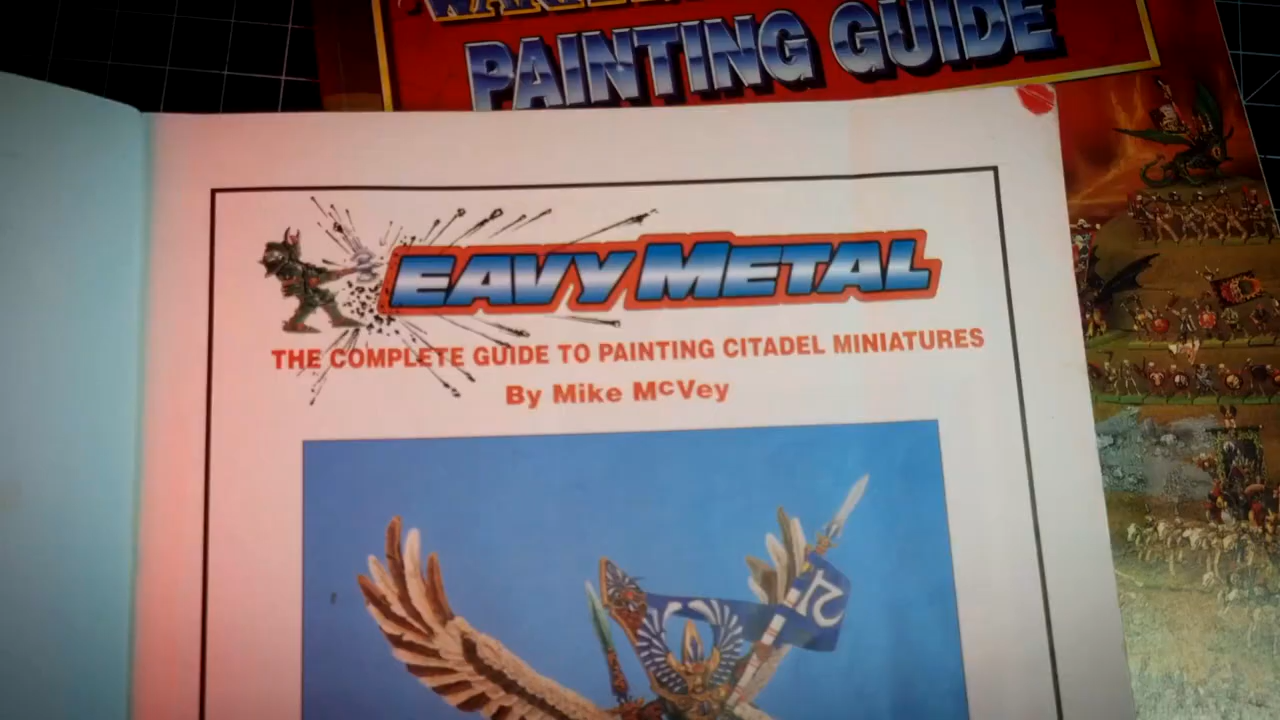 PAINTING GUIDE
EAVY METAL
THE COMPLETE GUIDE TO PAINTING CITADEL MINIATURES
By Mike McVey